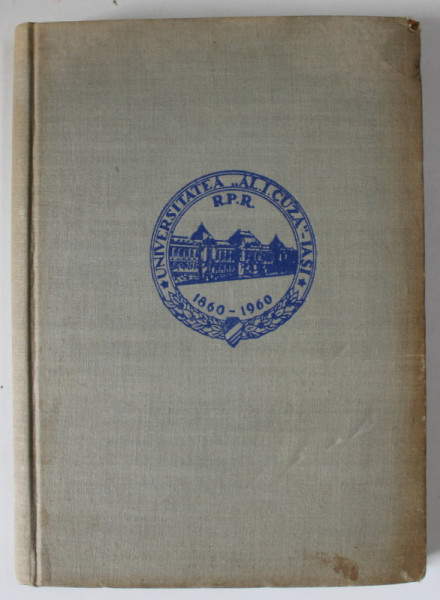 UNIVERSITATEA „AL. I. CUZA”-IAȘI
R.P.R.
1860-1960